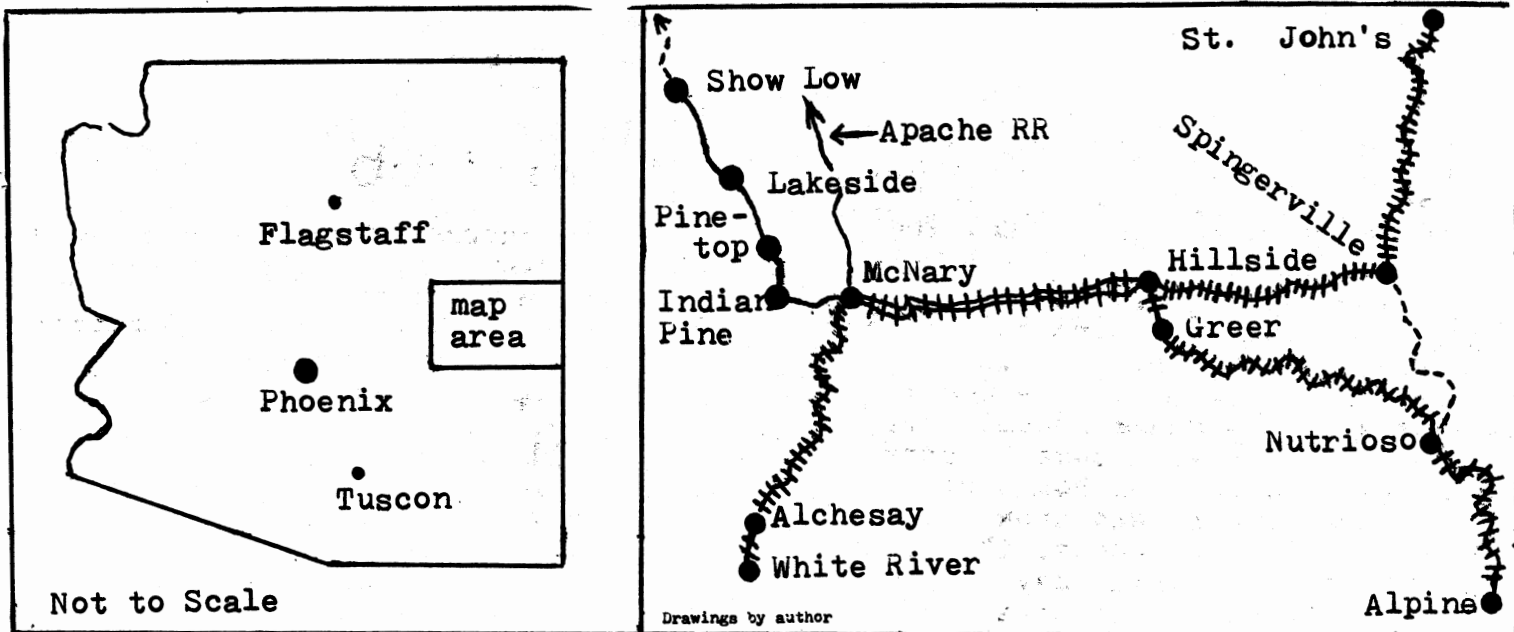 Flagstaff
map
area
Phoenix
Tuscon
Not to Scale
St. John's
Show Low
Apache RR
Spingerville
Lakeside
Pine-
top
McNary
Hillside
Indian
Pine
Greer
Nutrioso
Alchesay
White River
Alpine
Drawings by author